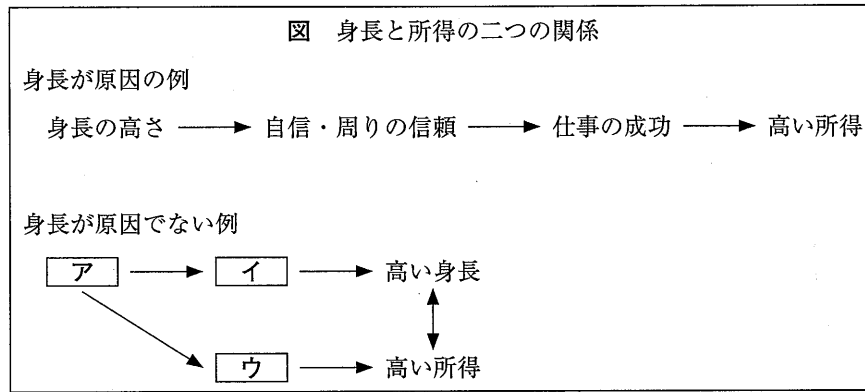 図 身長と所得の二つの関係
身長が原因の例
身長の高さ → 自信・周りの信頼 → 仕事の成功 → 高い所得
身長が原因でない例
ア → イ → 高い身長
ウ → 高い所得